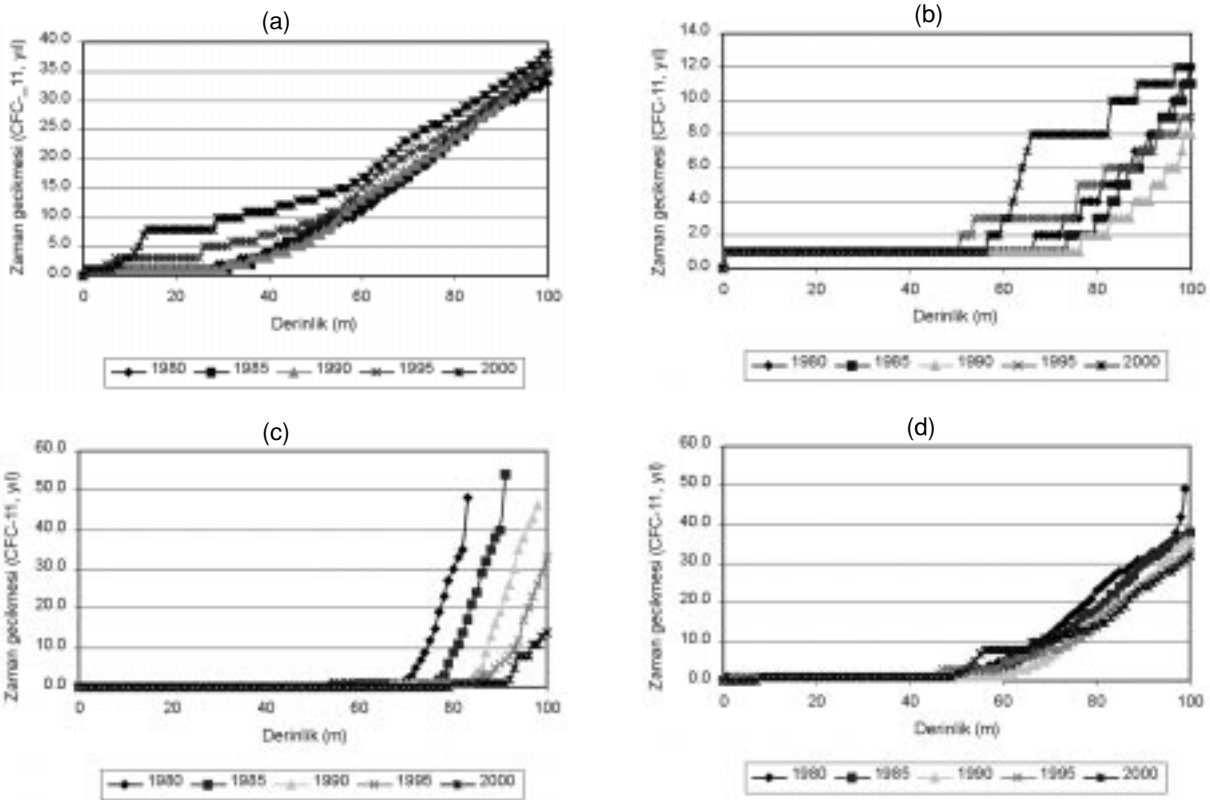 (a)
40.0
35.0
30.0
25.0
20.0
15.0
10.0
5.0
0.0
Zaman gecikmesi (CFC-_11, yıl)
0 20 40 60 80 100
Derinlik (m)
1980 1985 1990 1995 2000
(b)
14.0
12.0
10.0
8.0
6.0
4.0
2.0
0.0
Zaman gecikmesi (CFC-11, yıl)
0 20 40 60 80 100
Derinlik (m)
1980 1985 1990 1995 2000
(c)
60.0
50.0
40.0
30.0
20.0
10.0
0.0
Zaman gecikmesi (CFC-11, yıl)
0 20 40 60 80 100
Derinlik (m)
1980 1985 1990 1995 2000
(d)
60.0
50.0
40.0
30.0
20.0
10.0
0.0
Zaman gecikmesi (CFC-11, yıl)
0 20 40 60 80 100
Derinlik (m)
1980 1985 1990 1995 2000